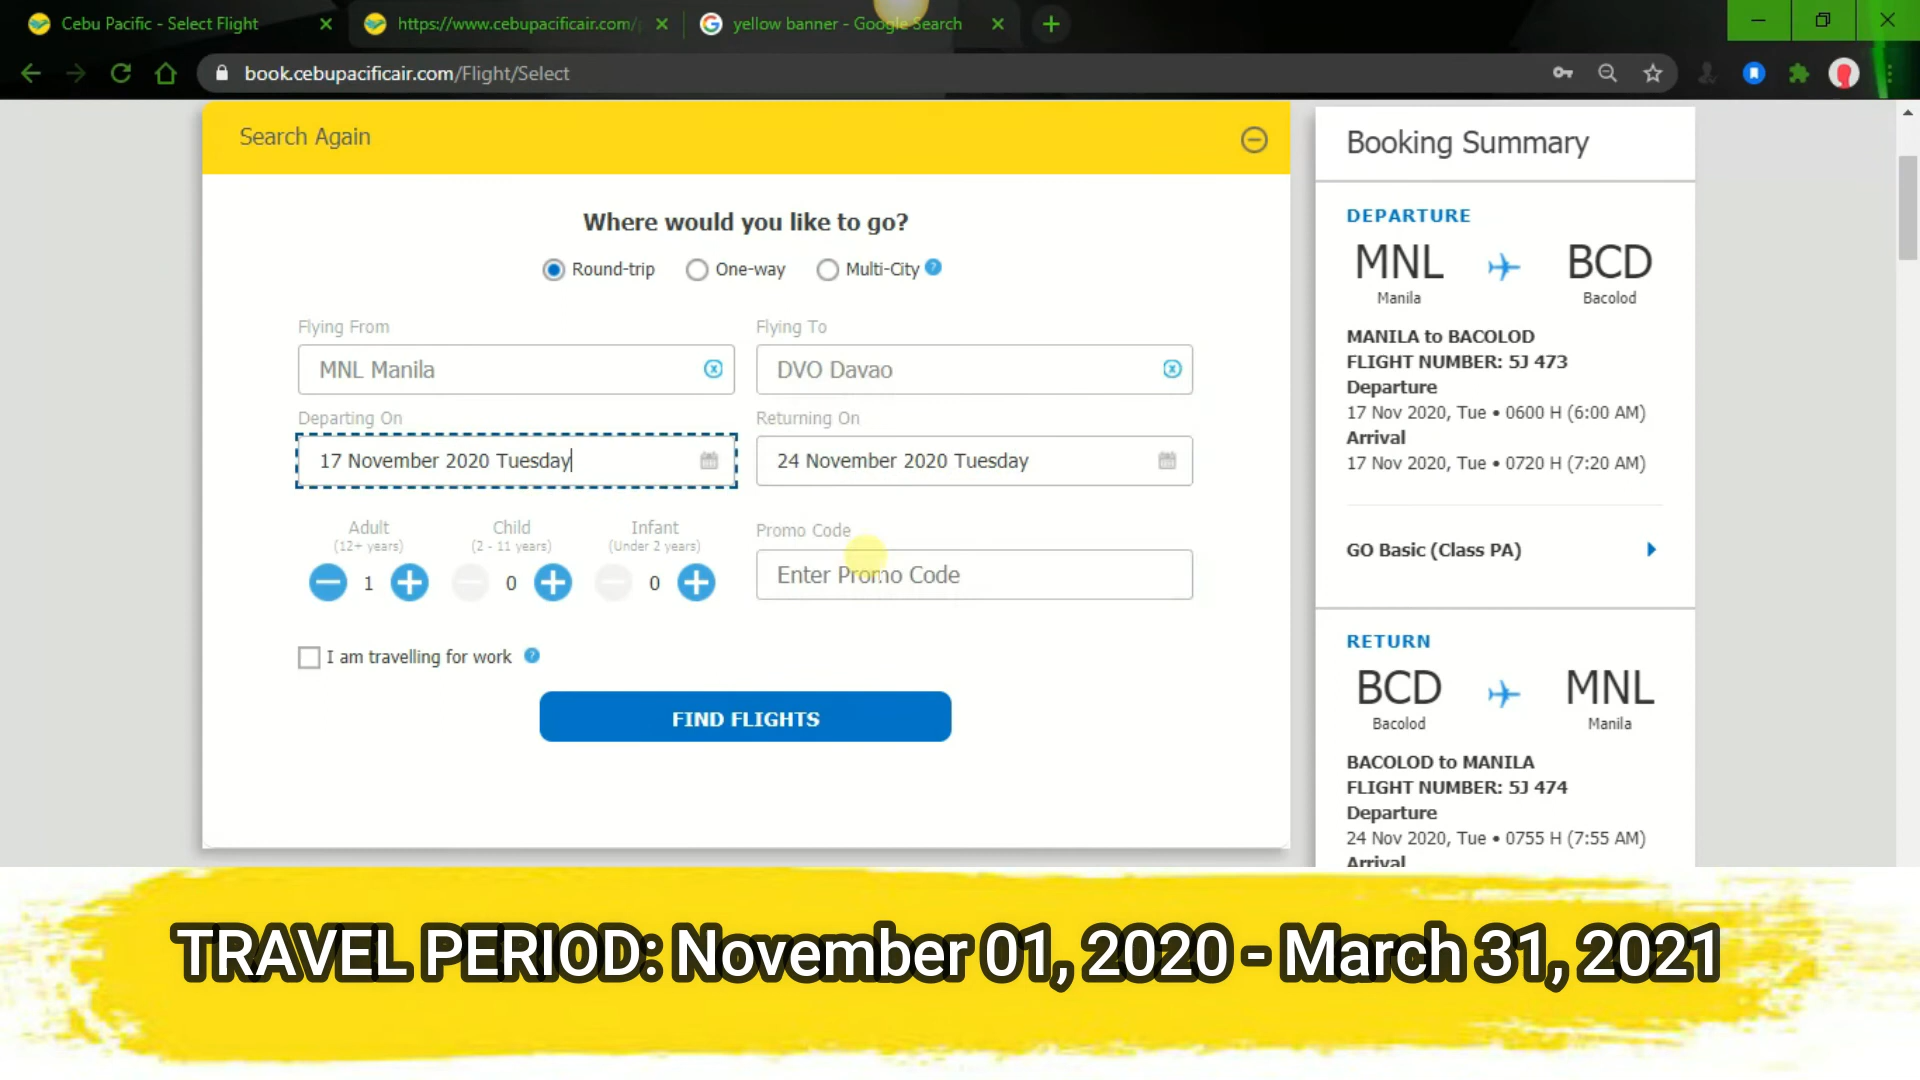 Cebu Pacific - Select Flight
https://www.cebupacificair.com/
yellow banner - Google Search
book.cebupacificair.com/Flight/Select
Search Again
Where would you like to go?
Round-trip
One-way
Multi-City
?
Flying From
Flying To
MNL Manila
DVO Davao
Departing On
Returning On
17 November 2020 Tuesday
24 November 2020 Tuesday
Adult
(12+ years)
Child
(2 - 11 years)
Infant
(Under 2 years)
1
0
0
Promo Code
Enter Promo Code
I am travelling for work
?
FIND FLIGHTS
Booking Summary
DEPARTURE
MNL
BCD
Manila
Bacolod
MANILA to BACOLOD
FLIGHT NUMBER: 5J 473
Departure
17 Nov 2020, Tue • 0600 H (6:00 AM)
Arrival
17 Nov 2020, Tue • 0720 H (7:20 AM)
GO Basic (Class PA)
RETURN
BCD
MNL
Bacolod
Manila
BACOLOD to MANILA
FLIGHT NUMBER: 5J 474
Departure
24 Nov 2020, Tue • 0755 H (7:55 AM)
Arrival
TRAVEL PERIOD: November 01, 2020 - March 31, 2021